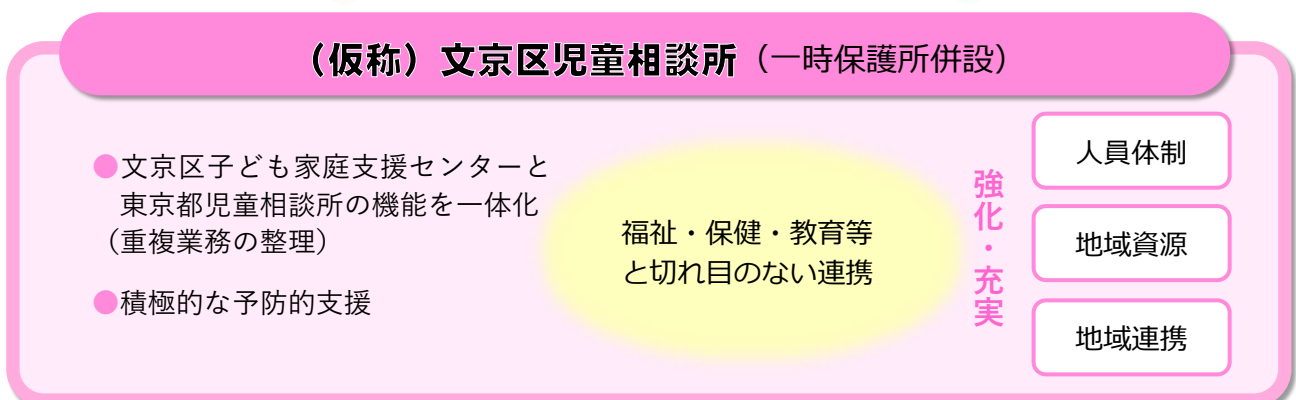 （仮称）文京区児童相談所（一時保護所併設）
●文京区子ども家庭支援センターと
東京都児童相談所の機能を一体化
（重複業務の整理）
●積極的な予防的支援
福祉・保健・教育等
と切れ目のない連携
強化・充実
人員体制
地域資源
地域連携